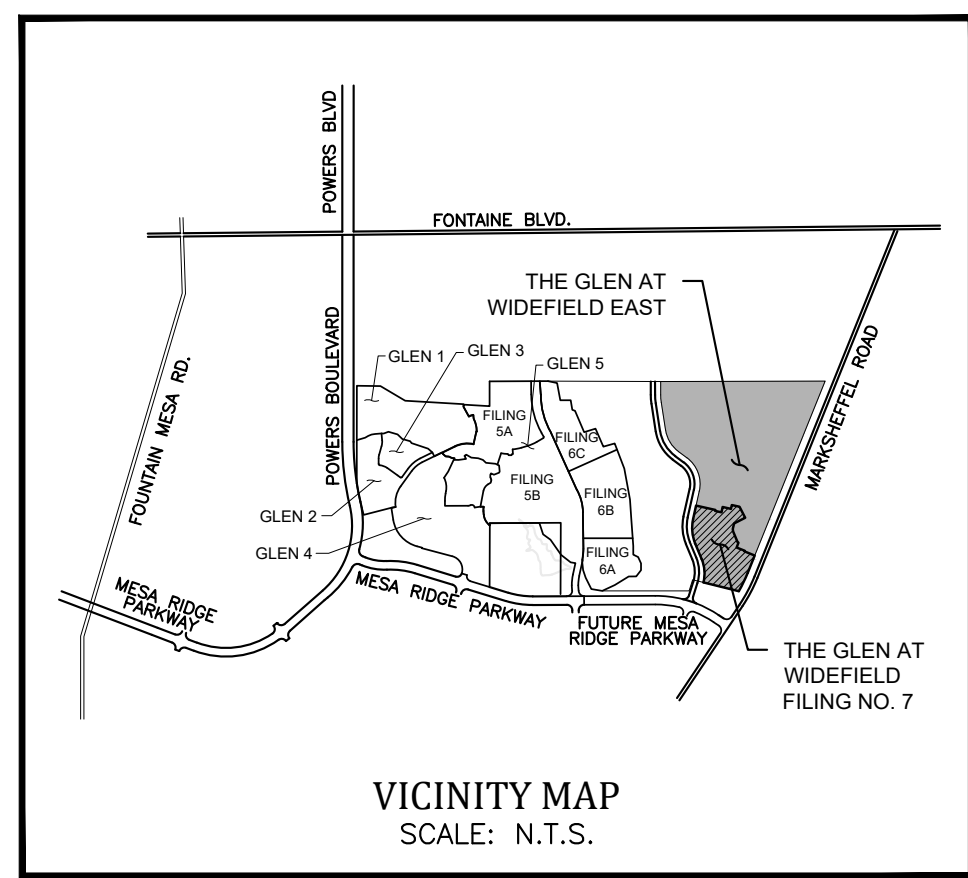 POWERS BLVD
FONTAINE BLVD.
THE GLEN AT
WIDEFIELD EAST
MARKSHEFFEL ROAD
POWERS BOULEVARD
FOUNTAIN MESA RD.
GLEN 1
GLEN 3
GLEN 5
FILING
5A
FILING
6C
FILING
5B
FILING
6B
GLEN 2
GLEN 4
FILING
6A
MESA RIDGE
PARKWAY
MESA RIDGE PARKWAY
FUTURE MESA
RIDGE PARKWAY
THE GLEN AT
WIDEFIELD
FILING NO. 7
VICINITY MAP
SCALE: N.T.S.